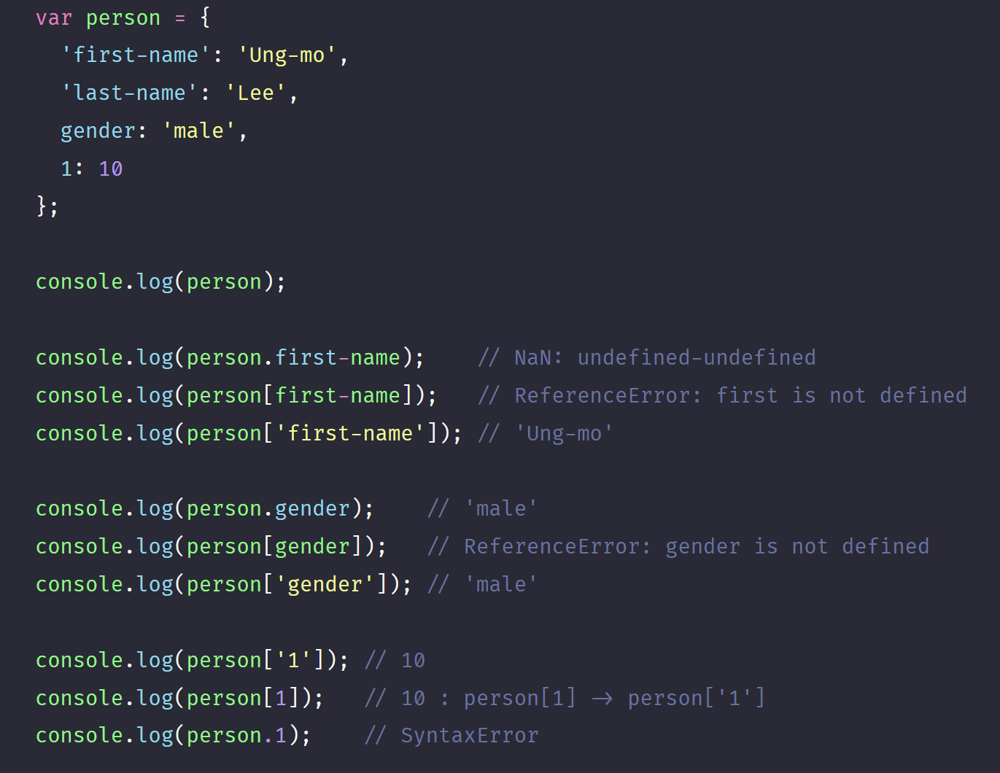 var person = {
  'first-name': 'Ung-mo',
  'last-name': 'Lee',
  gender: 'male',
  1: 10
};
console.log(person);
console.log(person.first-name);    // NaN: undefined-undefined
console.log(person[first-name]);   // ReferenceError: first is not defined
console.log(person['first-name']); // 'Ung-mo'
console.log(person.gender);    // 'male'
console.log(person[gender]);   // ReferenceError: gender is not defined
console.log(person['gender']); // 'male'
console.log(person['1']); // 10
console.log(person[1]);   // 10 : person[1] → person['1']
console.log(person.1);    // SyntaxError